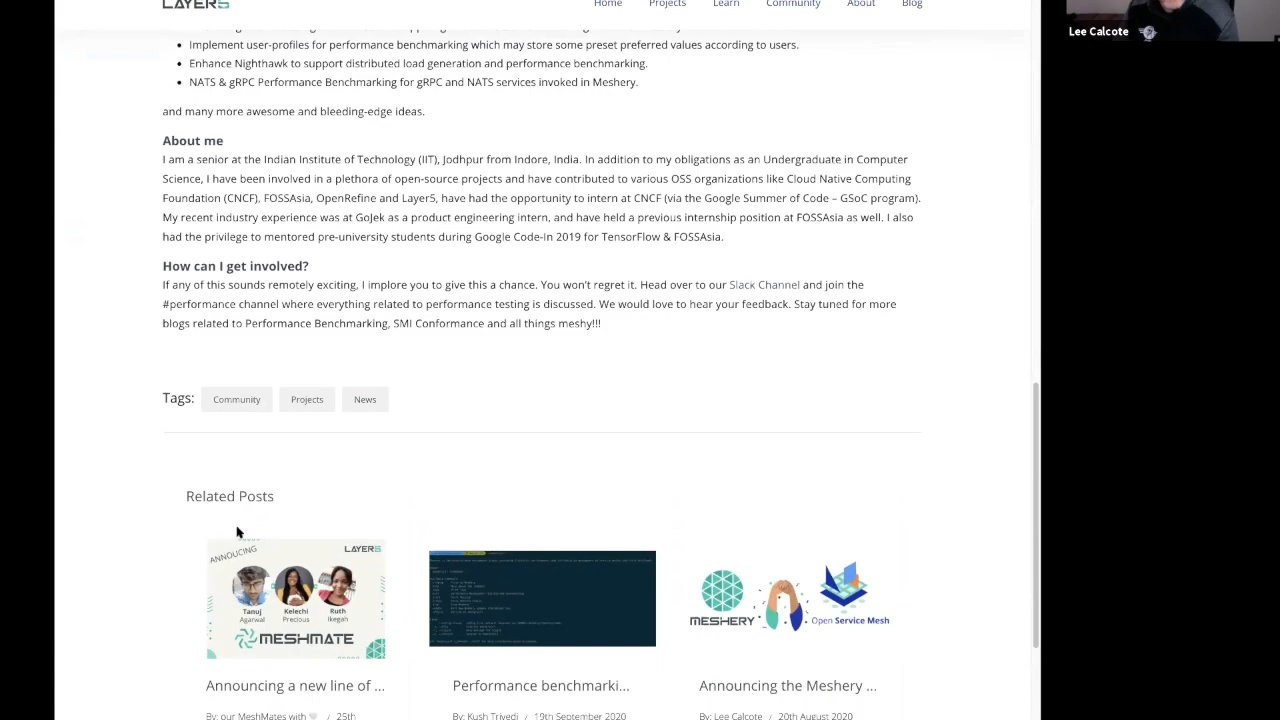 LAYER5
Home Projects Learn Community About Blog
Lee Calcote
Implement user-profiles for performance benchmarking which may store some preset preferred values according to users.
Enhance Nighthawk to support distributed load generation and performance benchmarking.
NATS & gRPC Performance Benchmarking for gRPC and NATS services invoked in Meshery.
and many more awesome and bleeding-edge ideas.
About me
I am a senior at the Indian Institute of Technology (IIT), Jodhpur from Indore, India. In addition to my obligations as an Undergraduate in Computer
Science, I have been involved in a plethora of open-source projects and have contributed to various OSS organizations like Cloud Native Computing
Foundation (CNCF), FOSSAsia, OpenRefine and Layer5, have had the opportunity to intern at CNCF (via the Google Summer of Code – GSoC program).
My recent industry experience was at GoJek as a product engineering intern, and have held a previous internship position at FOSSAsia as well. I also
had the privilege to mentored pre-university students during Google Code-In 2019 for TensorFlow & FOSSAsia.
How can I get involved?
If any of this sounds remotely exciting, I implore you to give this a chance. You won't regret it. Head over to our Slack Channel and join the
#performance channel where everything related to performance testing is discussed. We would love to hear your feedback. Stay tuned for more
blogs related to Performance Benchmarking, SMI Conformance and all things meshy!!!
Tags: Community Projects News
Related Posts
ANNOUCING
LAYER5
Tanuj Kelechi Ruth
Agarwal Precious Ikegah
MESHMATE
MESHERY
Open Service Mesh
Announcing a new line of ...
Performance benchmarki...
Announcing the Meshery ...
By: our MeshMates with / 25th
By: Kush Trivedi / 19th September 2020
By: Lee Calcote / 20th August 2020